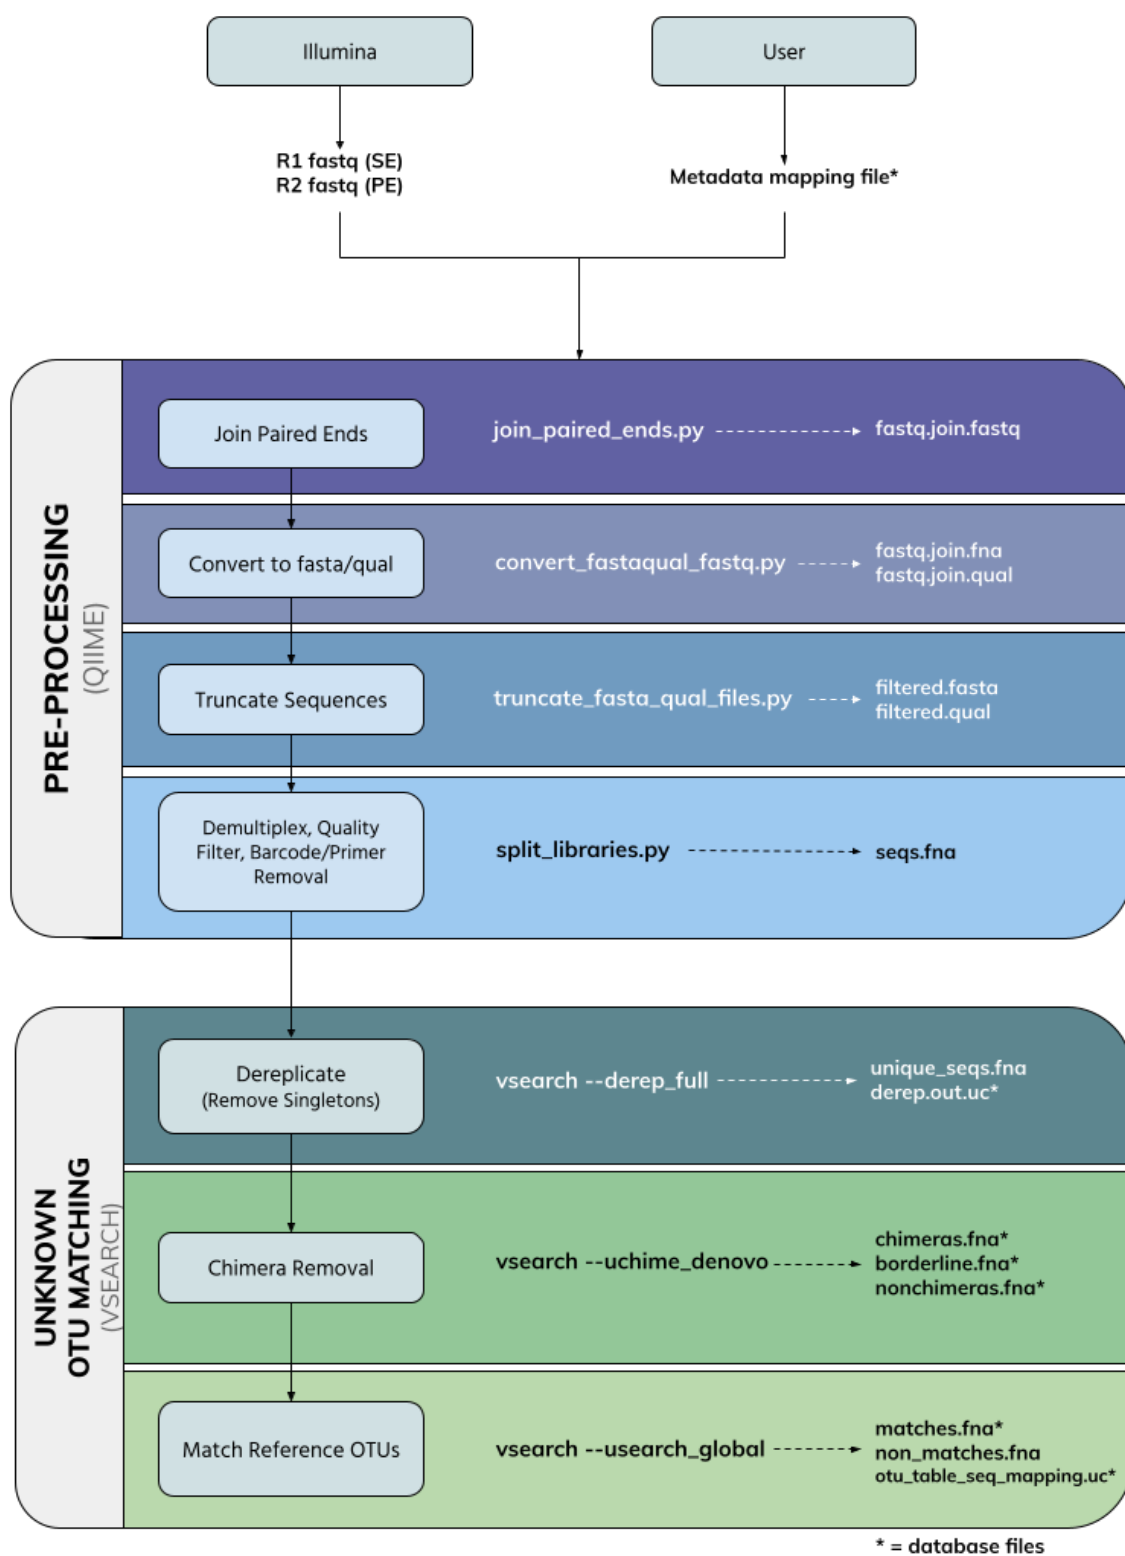 Illumina
User
R1 fastq (SE)
R2 fastq (PE)
Metadata mapping file*
PRE-PROCESSING
(QIIME)
Join Paired Ends
join_paired_ends.py
fastq.join.fastq
Convert to fasta/qual
convert_fastaqual_fastq.py
fastq.join.fna
fastq.join.qual
Truncate Sequences
truncate_fasta_qual_files.py
filtered.fasta
filtered.qual
Demultiplex, Quality
Filter, Barcode/Primer
Removal
split_libraries.py
seqs.fna
UNKNOWN
OTU MATCHING
(VSEARCH)
Dereplicate
(Remove Singletons)
vsearch --derep_full
unique_seqs.fna
derep.out.uc*
Chimera Removal
vsearch --uchime_denovo
chimeras.fna*
borderline.fna*
nonchimeras.fna*
Match Reference OTUs
vsearch --usearch_global
matches.fna*
non_matches.fna
otu_table_seq_mapping.uc*
* = database files